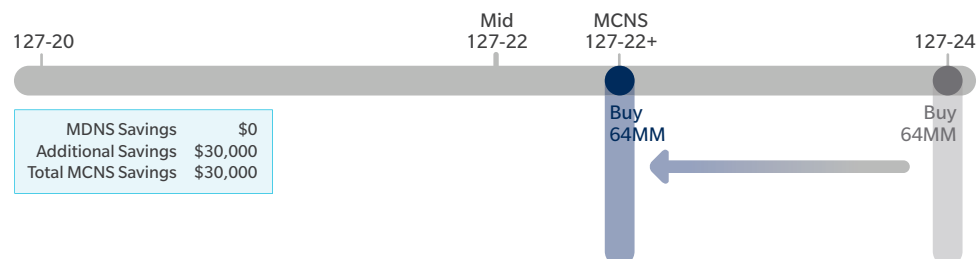 Mid
MCNS
127-20
127-22
127-22+
127-24
Buy
64MM
Buy
64MM
MDNS Savings $0
Additional Savings $30,000
Total MCNS Savings $30,000